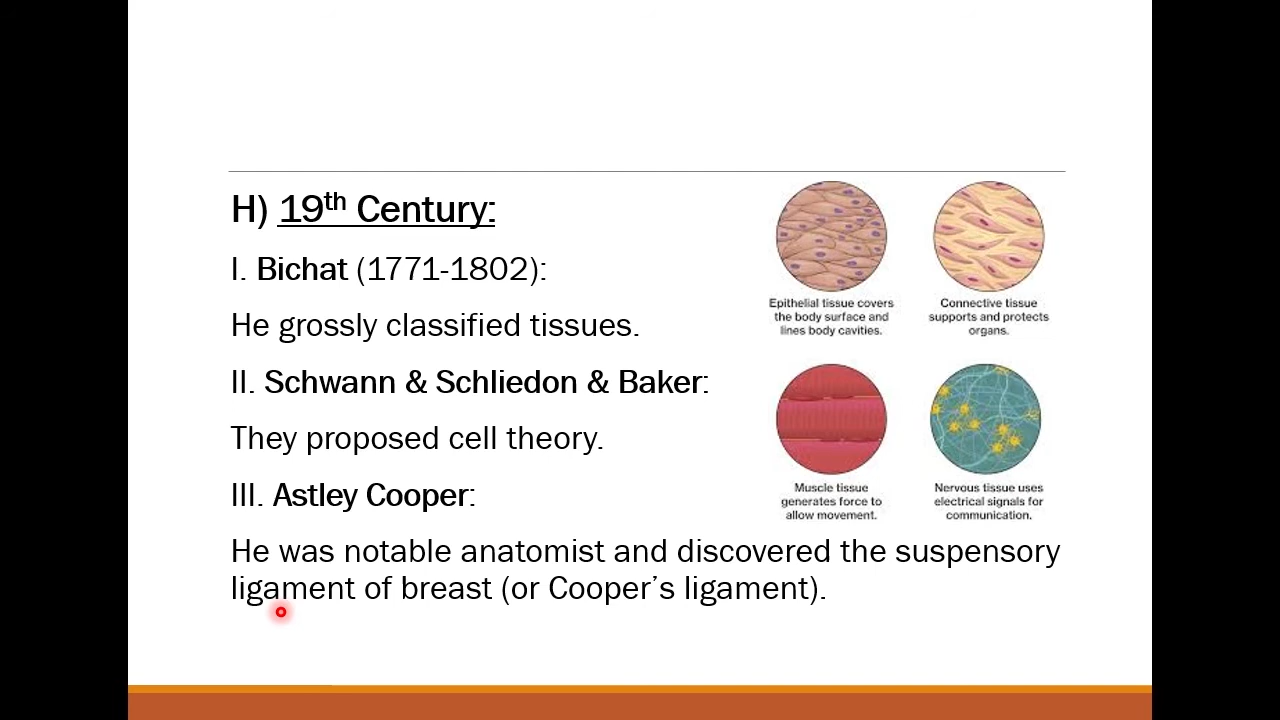 H) 19th Century:
I. Bichat (1771-1802):
He grossly classified tissues.
II. Schwann & Schliedon & Baker:
They proposed cell theory.
III. Astley Cooper:
He was notable anatomist and discovered the suspensory
ligament of breast (or Cooper’s ligament).
Epithelial tissue covers
the body surface and
lines body cavities.
Connective tissue
supports and protects
organs.
Muscle tissue
generates force to
allow movement.
Nervous tissue uses
electrical signals for
communication.